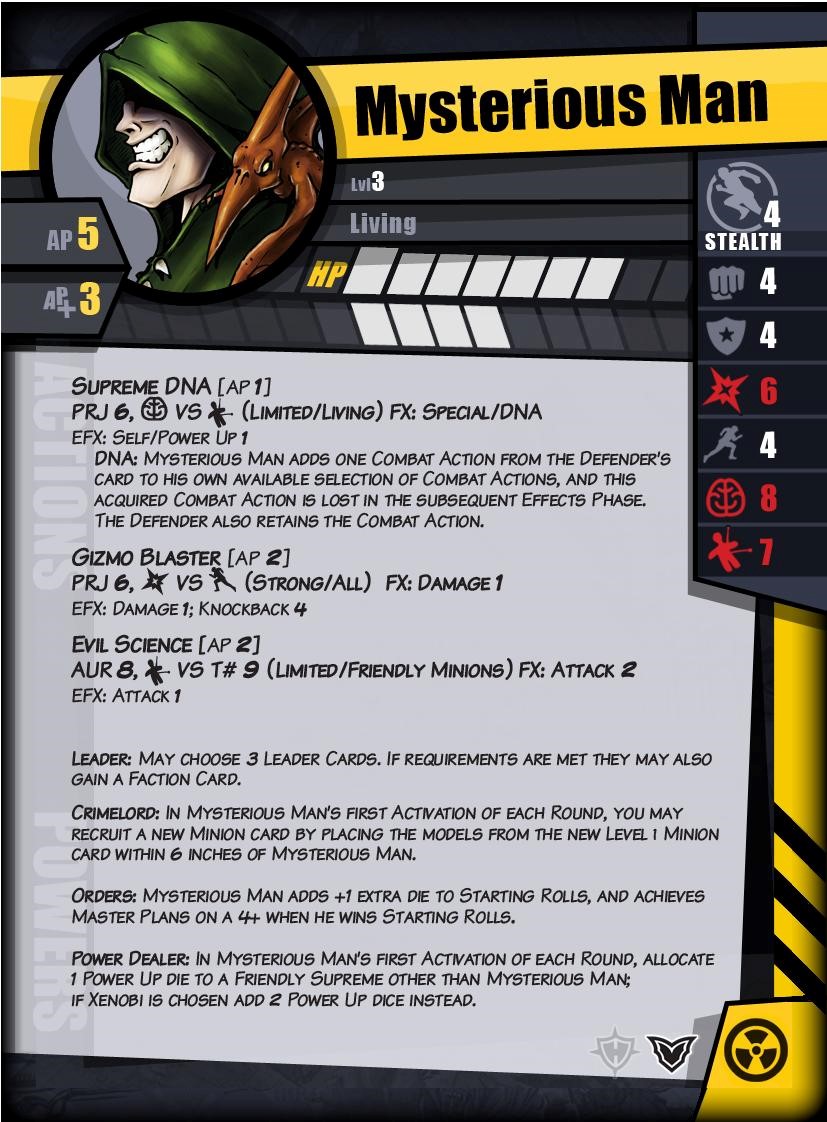 Mysterious Man
Lvl3
Living
AP 5
AP+ 3
HP
4
STEALTH
4
4
6
4
8
7
ACTIONS
SUPREME DNA [AP 1]
PRJ 6, VS (LIMITED/LIVING) FX: SPECIAL/DNA
EFX: SELF/POWER UP 1
DNA: MYSTERIOUS MAN ADDS ONE COMBAT ACTION FROM THE DEFENDER'S
CARD TO HIS OWN AVAILABLE SELECTION OF COMBAT ACTIONS, AND THIS
ACQUIRED COMBAT ACTION IS LOST IN THE SUBSEQUENT EFFECTS PHASE.
THE DEFENDER ALSO RETAINS THE COMBAT ACTION.
GIZMO BLASTER [AP 2]
PRJ 6, VS (STRONG/ALL) FX: DAMAGE 1
EFX: DAMAGE 1; KNOCKBACK 4
EVIL SCIENCE [AP 2]
AUR 8, VS T# 9 (LIMITED/FRIENDLY MINIONS) FX: ATTACK 2
EFX: ATTACK 1
POWERS
LEADER: MAY CHOOSE 3 LEADER CARDS. IF REQUIREMENTS ARE MET THEY MAY ALSO
GAIN A FACTION CARD.
CRIMELORD: IN MYSTERIOUS MAN'S FIRST ACTIVATION OF EACH ROUND, YOU MAY
RECRUIT A NEW MINION CARD BY PLACING THE MODELS FROM THE NEW LEVEL 1 MINION
CARD WITHIN 6 INCHES OF MYSTERIOUS MAN.
ORDERS: MYSTERIOUS MAN ADDS +1 EXTRA DIE TO STARTING ROLLS, AND ACHIEVES
MASTER PLANS ON A 4+ WHEN HE WINS STARTING ROLLS.
POWER DEALER: IN MYSTERIOUS MAN'S FIRST ACTIVATION OF EACH ROUND, ALLOCATE
1 POWER UP DIE TO A FRIENDLY SUPREME OTHER THAN MYSTERIOUS MAN;
IF XENOBI IS CHOSEN ADD 2 POWER UP DICE INSTEAD.
H